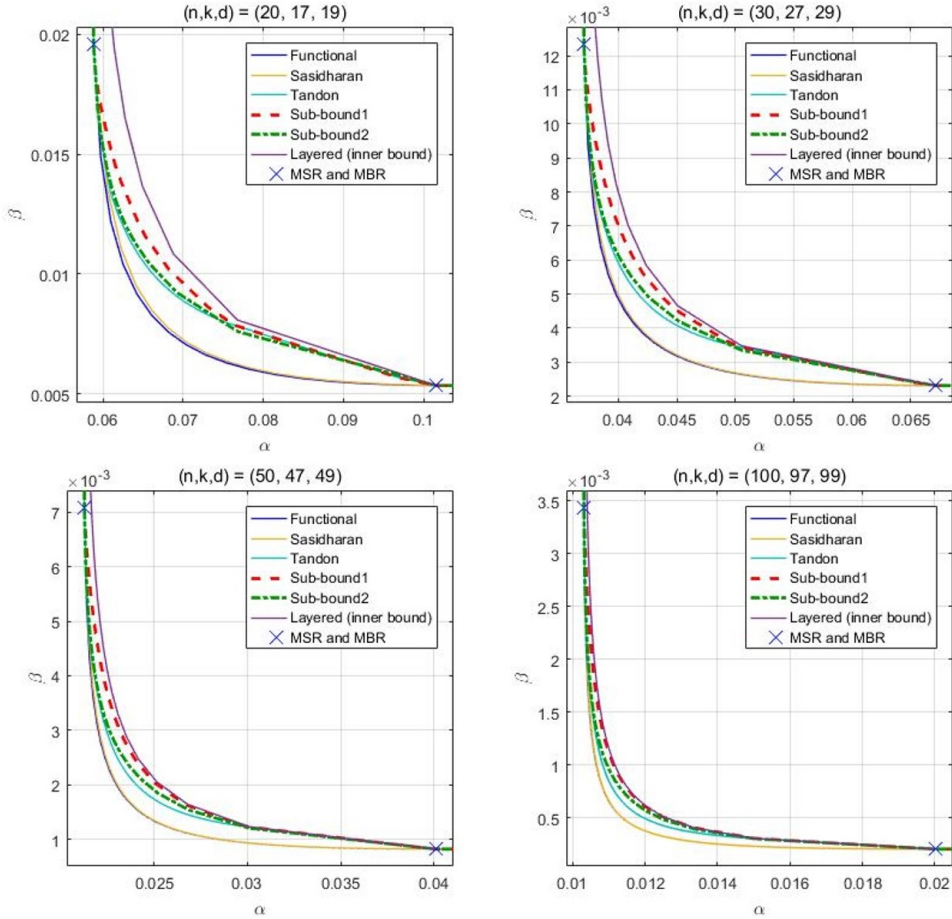 (n,k,d) = (20, 17, 19)
0.02
0.015
0.01
0.005
β
0.06 0.07 0.08 0.09 0.1
α
Functional
Sasidharan
Tandon
Sub-bound1
Sub-bound2
Layered (inner bound)
MSR and MBR
(n,k,d) = (30, 27, 29)
×10⁻³
12
11
10
9
8
7
6
5
4
3
2
β
0.04 0.045 0.05 0.055 0.06 0.065
α
Functional
Sasidharan
Tandon
Sub-bound1
Sub-bound2
Layered (inner bound)
MSR and MBR
(n,k,d) = (50, 47, 49)
×10⁻³
7
6
5
4
3
2
1
β
0.025 0.03 0.035 0.04
α
Functional
Sasidharan
Tandon
Sub-bound1
Sub-bound2
Layered (inner bound)
MSR and MBR
(n,k,d) = (100, 97, 99)
×10⁻³
3.5
3
2.5
2
1.5
1
0.5
β
0.01 0.012 0.014 0.016 0.018 0.02
α
Functional
Sasidharan
Tandon
Sub-bound1
Sub-bound2
Layered (inner bound)
MSR and MBR